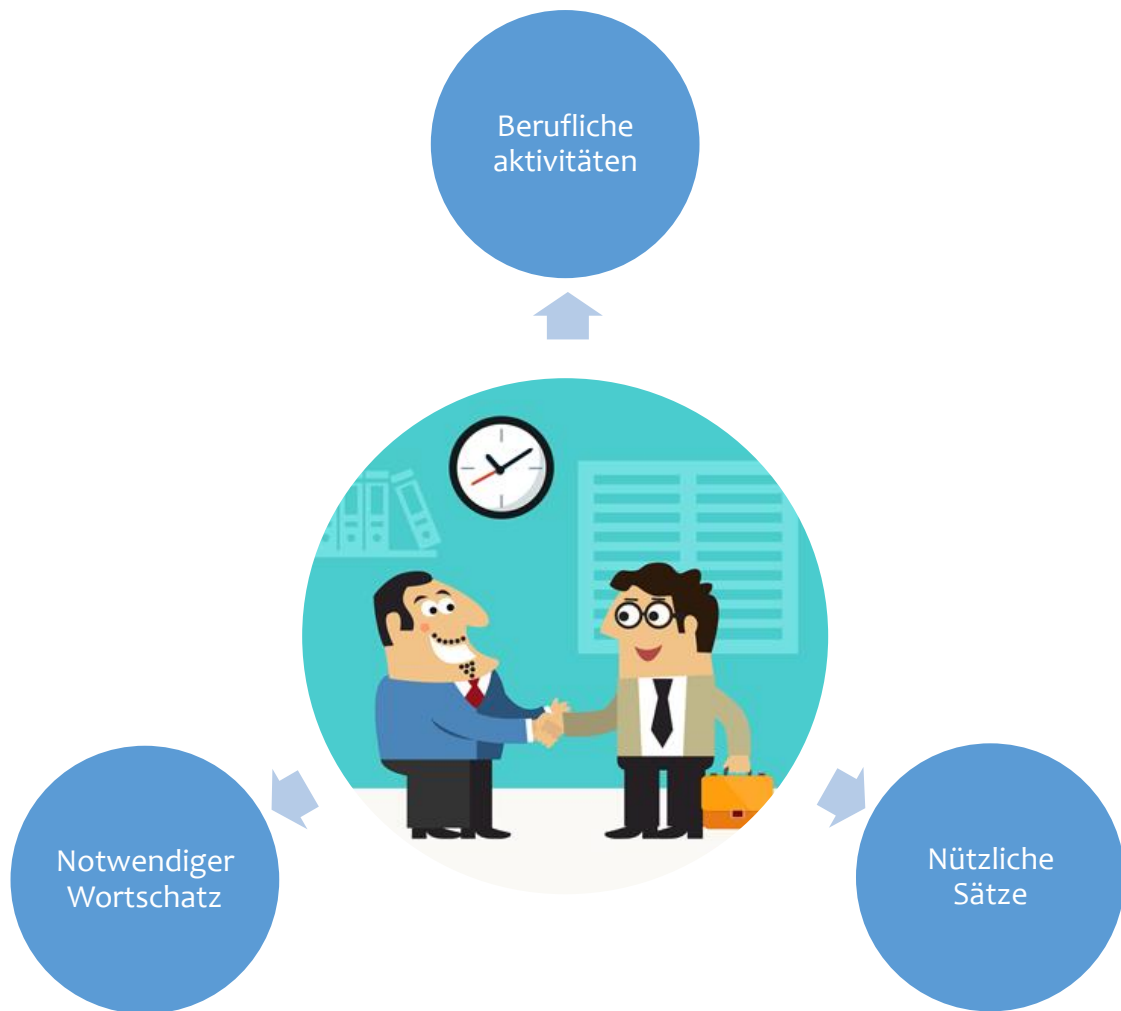 Berufliche
aktivitäten
Notwendiger
Wortschatz
Nützliche
Sätze